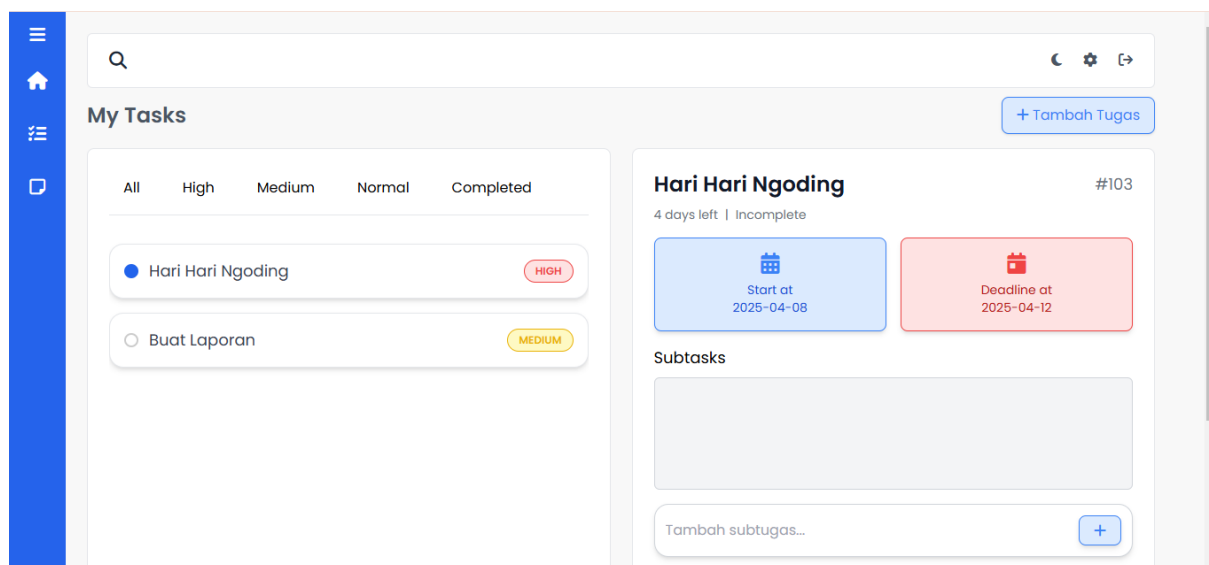 My Tasks
+ Tambah Tugas
All High Medium Normal Completed
Hari Hari Ngoding HIGH
Buat Laporan MEDIUM
Hari Hari Ngoding #103
4 days left | Incomplete
Start at
2025-04-08
Deadline at
2025-04-12
Subtasks
Tambah subtugas... +